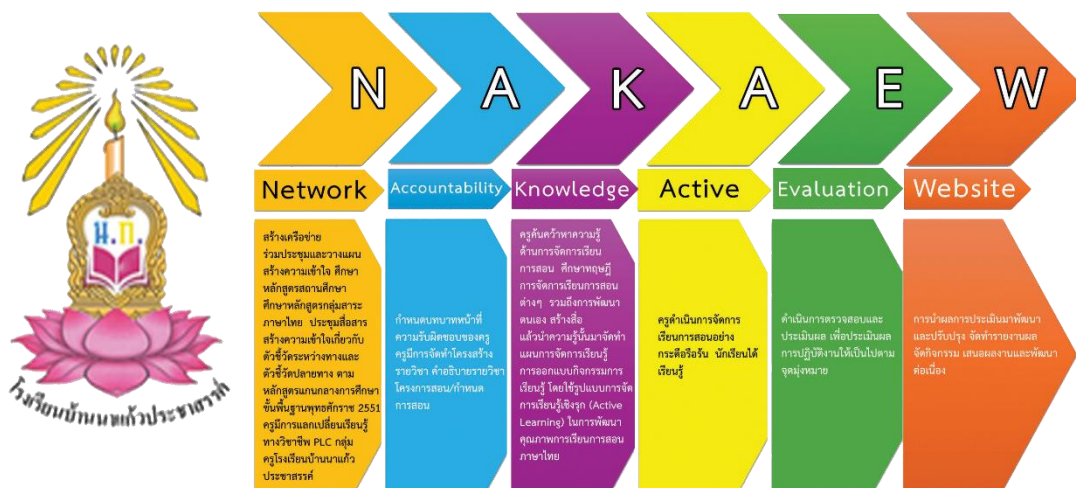 น.ก.
โรงเรียนบ้านนาแก้วประชาสรรค์
N A K A E W
Network
Accountability
Knowledge
Active
Evaluation
Website
สร้างเครือข่าย
ร่วมประชุมและวางแผน
สร้างความเข้าใจ ศึกษา
หลักสูตรสถานศึกษา
ศึกษาหลักสูตรกลุ่มสาระ
ภาษาไทย ประชุมสื่อสาร
สร้างความเข้าใจเกี่ยวกับ
ตัวชี้วัดระหว่างทางและ
ตัวชี้วัดปลายทาง ตาม
หลักสูตรแกนกลางการศึกษา
ขั้นพื้นฐานพุทธศักราช 2551
ครูมีการแลกเปลี่ยนเรียนรู้
ทางวิชาชีพ PLC กลุ่ม
ครูโรงเรียนบ้านนาแก้ว
ประชาสรรค์
กำหนดบทบาทหน้าที่
ความรับผิดชอบของครู
ครูมีการจัดทำโครงสร้าง
รายวิชา คำอธิบายรายวิชา
โครงการสอน/กำหนด
การสอน
ครูค้นคว้าหาความรู้
ด้านการจัดการเรียน
การสอน ศึกษาทฤษฎี
การจัดการเรียนการสอน
ต่างๆ รวมถึงการพัฒนา
ตนเอง สร้างสื่อ
แล้วนำความรู้นั้นมาจัดทำ
แผนการจัดการเรียนรู้
การออกแบบกิจกรรมการ
เรียนรู้ โดยใช้รูปแบบการจัด
การเรียนรู้เชิงรุก (Active
Learning) ในการพัฒนา
คุณภาพการเรียนการสอน
ภาษาไทย
ครูดำเนินการจัดการ
เรียนการสอนอย่าง
กระตือรือร้น นักเรียนได้
เรียนรู้
ดำเนินการตรวจสอบและ
ประเมินผล เพื่อประเมินผล
การปฏิบัติงานให้เป็นไปตาม
จุดมุ่งหมาย
การนำผลการประเมินมาพัฒนา
และปรับปรุง จัดทำรายงานผล
จัดกิจกรรม เสนอผลงานและพัฒนา
ต่อเนื่อง